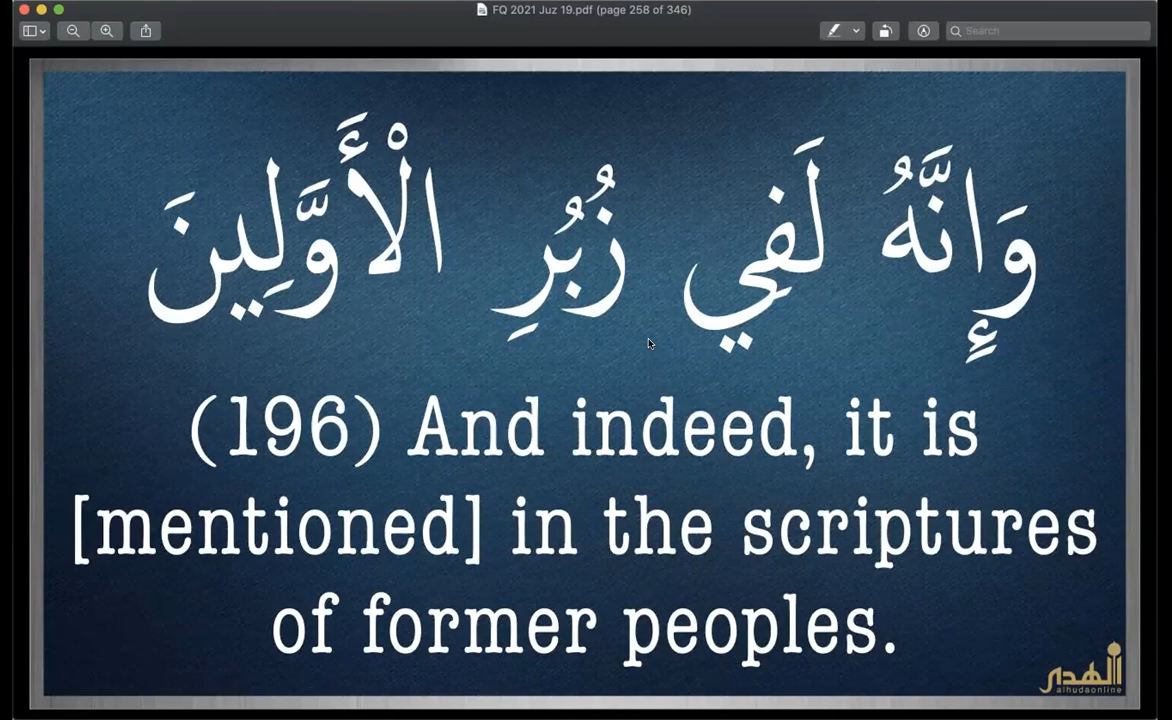 FQ 2021 Juz 19.pdf (page 258 of 346)
Search
وَإِنَّهُ لَفِي زُبُرِ الْأَوَّلِينَ
(196) And indeed, it is
[mentioned] in the scriptures
of former peoples.
الهدى
alhudaonline